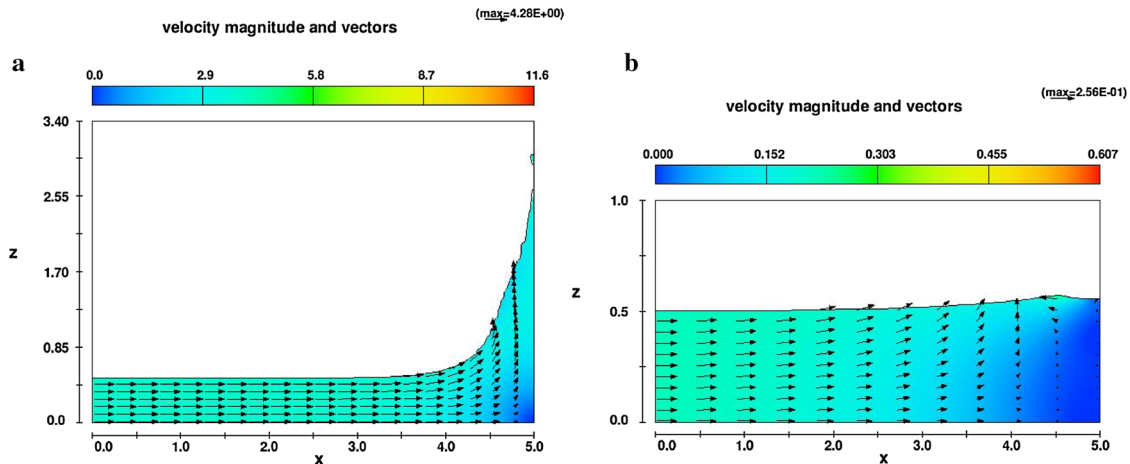 a
velocity magnitude and vectors
(max=4.28E+00)
0.0 2.9 5.8 8.7 11.6
3.40
2.55
1.70
0.85
0.0
z
0.0 1.0 2.0 3.0 4.0 5.0
x
b
velocity magnitude and vectors
(max=2.56E-01)
0.000 0.152 0.303 0.455 0.607
1.0
0.5
0.0
z
0.0 1.0 2.0 3.0 4.0 5.0
x